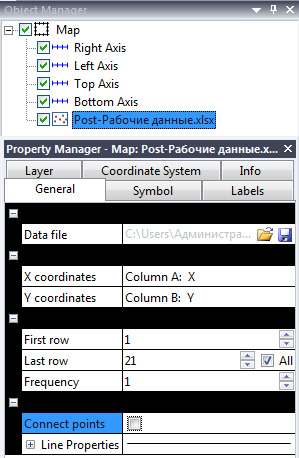 Object Manager
Map
Right Axis
Left Axis
Top Axis
Bottom Axis
Post-Рабочие данные.xlsx
Property Manager - Map: Post-Рабочие данные.x...
Layer Coordinate System Info
General Symbol Labels
Data file C:\Users\Администра...
X coordinates Column A: X
Y coordinates Column B: Y
First row 1
Last row 21 All
Frequency 1
Connect points
Line Properties